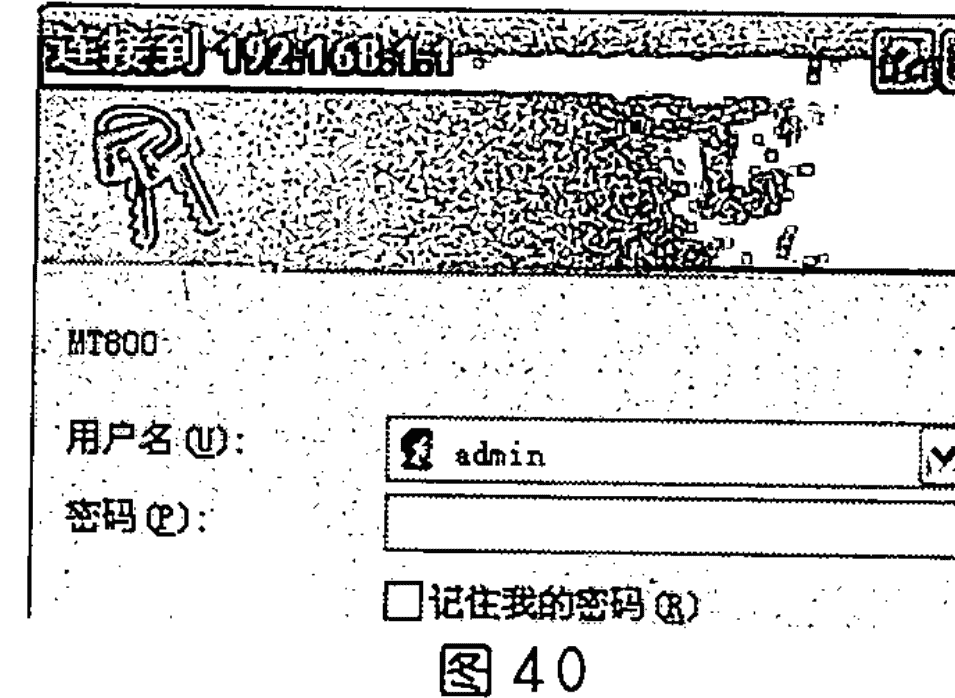 连接到 192.168.1.1
MT800
用户名(U):
admin
密码(P):
记住我的密码(R)
图 40